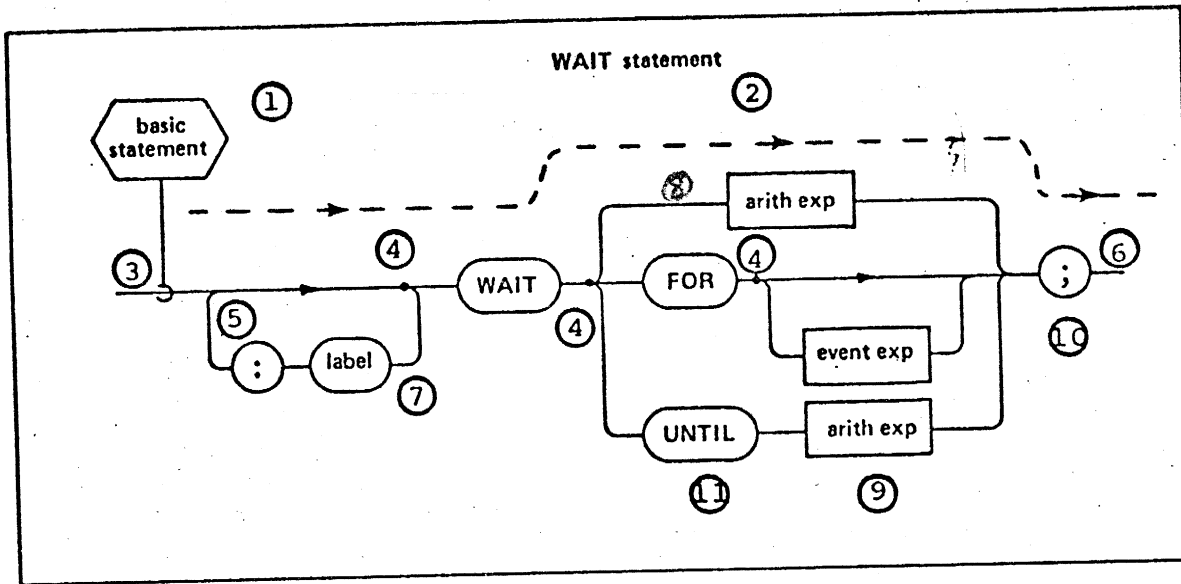 WAIT statement
1
2
basic
statement
8
arith exp
3
4
WAIT
4
FOR
4
;
6
5
:
label
7
event exp
10
UNTIL
arith exp
11
9